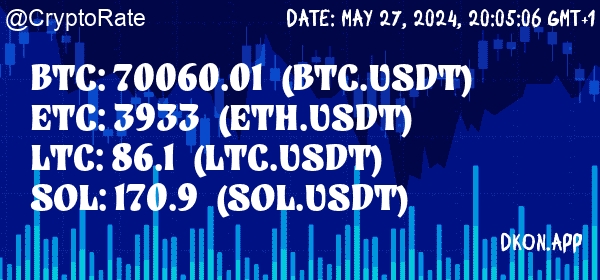 @CryptoRate
DATE: MAY 27, 2024, 20:05:06 GMT+1
BTC: 70060.01 (BTC.USDT)
ETC: 3933 (ETH.USDT)
LTC: 86.1 (LTC.USDT)
SOL: 170.9 (SOL.USDT)
DKON.APP